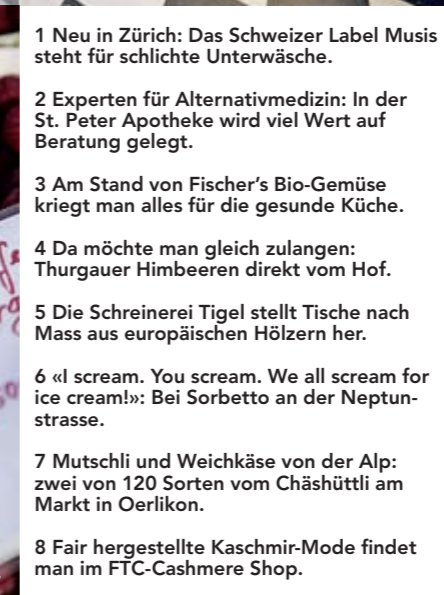 1 Neu in Zürich: Das Schweizer Label Musis
steht für schlichte Unterwäsche.
2 Experten für Alternativmedizin: In der
St. Peter Apotheke wird viel Wert auf
Beratung gelegt.
3 Am Stand von Fischer’s Bio-Gemüse
kriegt man alles für die gesunde Küche.
4 Da möchte man gleich zulangen:
Thurgauer Himbeeren direkt vom Hof.
5 Die Schreinerei Tigel stellt Tische nach
Mass aus europäischen Hölzern her.
6 «I scream. You scream. We all scream for
ice cream!»: Bei Sorbetto an der Neptun-
strasse.
7 Mutschli und Weichkäse von der Alp:
zwei von 120 Sorten vom Chäshüttli am
Markt in Oerlikon.
8 Fair hergestellte Kaschmir-Mode findet
man im FTC-Cashmere Shop.